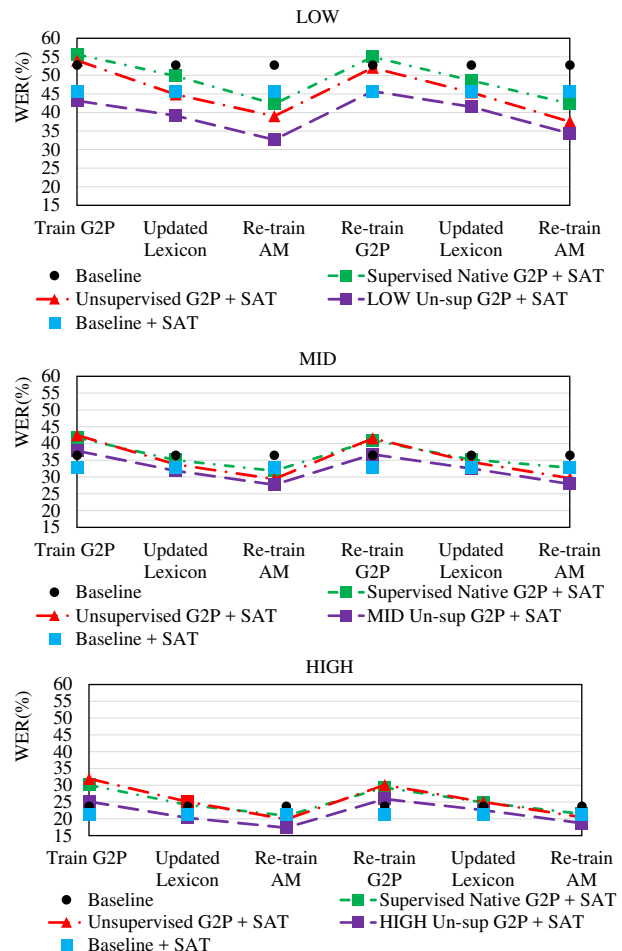 LOW
WER(%)
60
55
50
45
40
35
30
25
20
15
Train G2P Updated Lexicon Re-train AM Re-train G2P Updated Lexicon Re-train AM
Baseline Supervised Native G2P + SAT
Unsupervised G2P + SAT LOW Un-sup G2P + SAT
Baseline + SAT
MID
WER(%)
60
55
50
45
40
35
30
25
20
15
Train G2P Updated Lexicon Re-train AM Re-train G2P Updated Lexicon Re-train AM
Baseline Supervised Native G2P + SAT
Unsupervised G2P + SAT MID Un-sup G2P + SAT
Baseline + SAT
HIGH
WER(%)
60
55
50
45
40
35
30
25
20
15
Train G2P Updated Lexicon Re-train AM Re-train G2P Updated Lexicon Re-train AM
Baseline Supervised Native G2P + SAT
Unsupervised G2P + SAT HIGH Un-sup G2P + SAT
Baseline + SAT